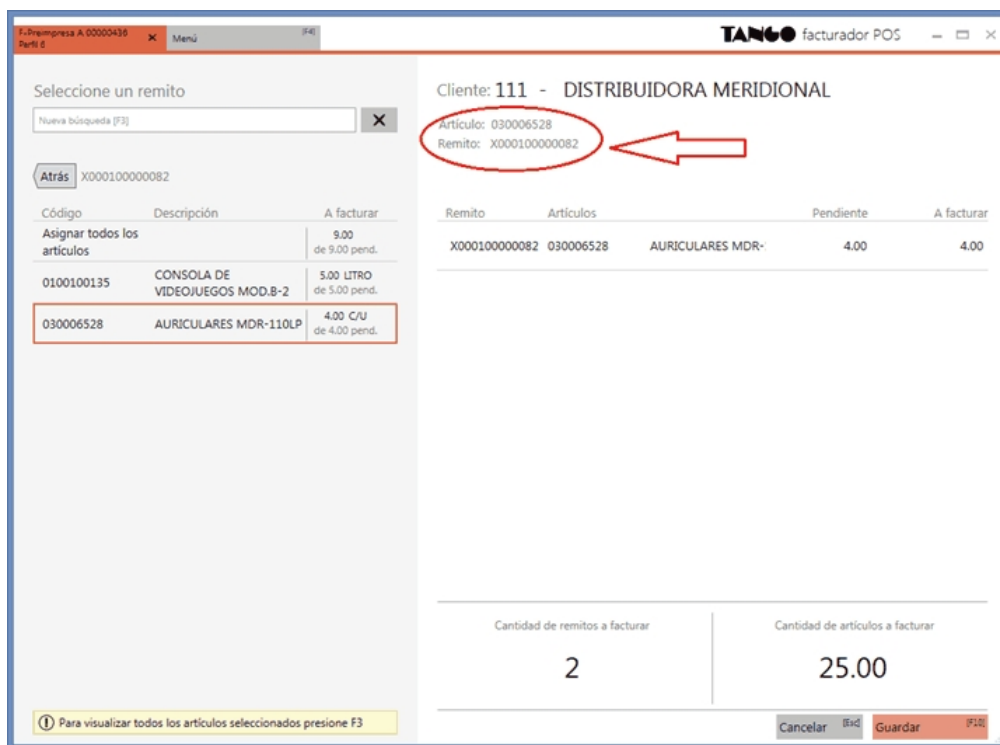 F-Preimpresa A 00000436
Perfil 6
Menú
[F4]
TANGO facturador POS
Seleccione un remito
Nueva búsqueda [F3]
Atrás X000100000082
Código Descripción A facturar
Asignar todos los 9.00
artículos de 9.00 pend.
0100100135 CONSOLA DE 5.00 LITRO
VIDEOJUEGOS MOD.B-2 de 5.00 pend.
030006528 AURICULARES MDR-110LP 4.00 C/U
de 4.00 pend.
Para visualizar todos los artículos seleccionados presione F3
Cliente: 111 - DISTRIBUIDORA MERIDIONAL
Artículo: 030006528
Remito: X000100000082
Remito Artículos Pendiente A facturar
X000100000082 030006528 AURICULARES MDR- 4.00 4.00
Cantidad de remitos a facturar
2
Cantidad de artículos a facturar
25.00
Cancelar [Esc] Guardar [F10]